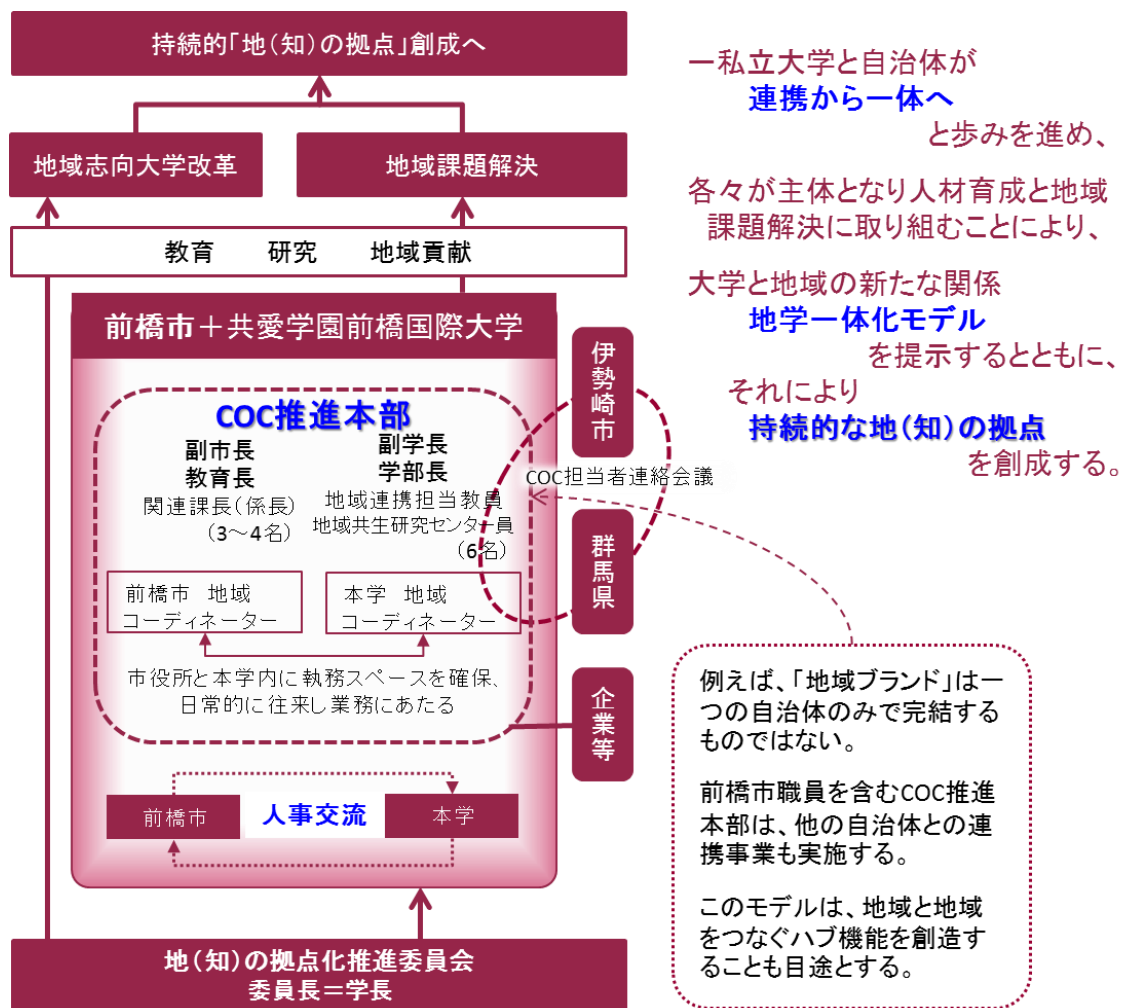 持続的「地（知）の拠点」創成へ
地域志向大学改革
地域課題解決
教育　研究　地域貢献
前橋市＋共愛学園前橋国際大学
COC推進本部
副市長
教育長
関連課長（係長）
（3～4名）
副学長
学部長
地域連携担当教員
地域共生研究センター員
（6名）
前橋市　地域
コーディネーター
本学　地域
コーディネーター
市役所と本学内に執務スペースを確保、
日常的に往来し業務にあたる
前橋市
人事交流
本学
地（知）の拠点化推進委員会
委員長＝学長
伊勢崎市
COC担当者連絡会議
群馬県
企業等
一私立大学と自治体が
連携から一体へ
と歩みを進め、
各々が主体となり人材育成と地域
課題解決に取り組むことにより、
大学と地域の新たな関係
地学一体化モデル
を提示するとともに、
それにより
持続的な地（知）の拠点
を創成する。
例えば、「地域ブランド」は一
つの自治体のみで完結する
ものではない。
前橋市職員を含むCOC推進
本部は、他の自治体との連
携事業も実施する。
このモデルは、地域と地域
をつなぐハブ機能を創造す
ることも目途とする。